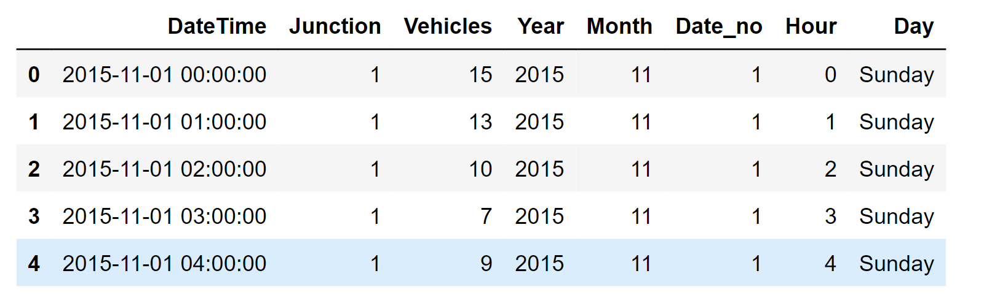 DateTime Junction Vehicles Year Month Date_no Hour Day
0 2015-11-01 00:00:00 1 15 2015 11 1 0 Sunday
1 2015-11-01 01:00:00 1 13 2015 11 1 1 Sunday
2 2015-11-01 02:00:00 1 10 2015 11 1 2 Sunday
3 2015-11-01 03:00:00 1 7 2015 11 1 3 Sunday
4 2015-11-01 04:00:00 1 9 2015 11 1 4 Sunday